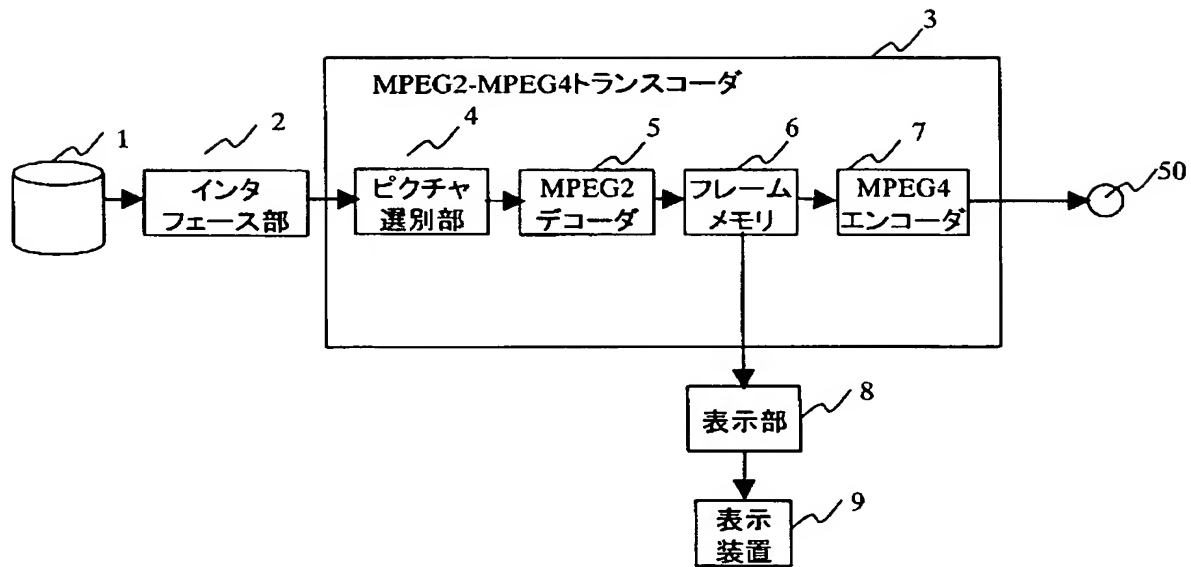 3
MPEG2-MPEG4トランスコーダ
1
2
4
5
6
7
50
インタ
フェース部
ピクチャ
選別部
MPEG2
デコーダ
フレーム
メモリ
MPEG4
エンコーダ
8
表示部
9
表示
装置